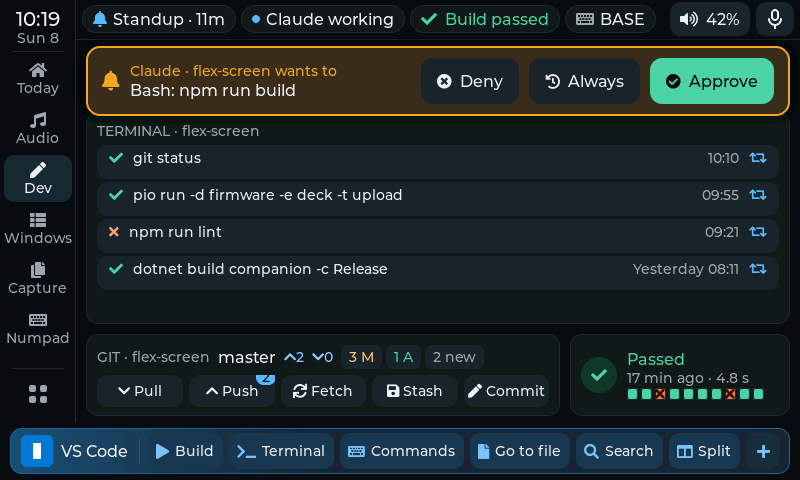 10:19
Sun 8
Standup · 11m
Claude working
Build passed
BASE
42%
Today
Audio
Dev
Windows
Capture
Numpad
Claude · flex-screen wants to
Bash: npm run build
Deny
Always
Approve
TERMINAL · flex-screen
git status 10:10
pio run -d firmware -e deck -t upload 09:55
npm run lint 09:21
dotnet build companion -c Release Yesterday 08:11
GIT · flex-screen master 2 0 3 M 1 A 2 new
Pull
Push 2
Fetch
Stash
Commit
Passed
17 min ago · 4.8 s
VS Code
Build
Terminal
Commands
Go to file
Search
Split